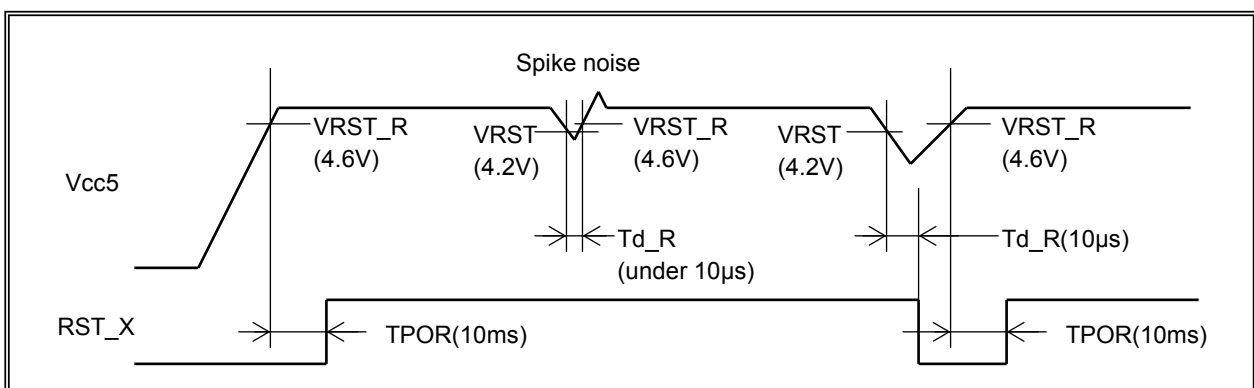 Spike noise
VRST_R
(4.6V)
VRST
(4.2V)
VRST_R
(4.6V)
VRST
(4.2V)
VRST_R
(4.6V)
Vcc5
Td_R
(under 10µs)
Td_R(10µs)
RST_X
TPOR(10ms)
TPOR(10ms)